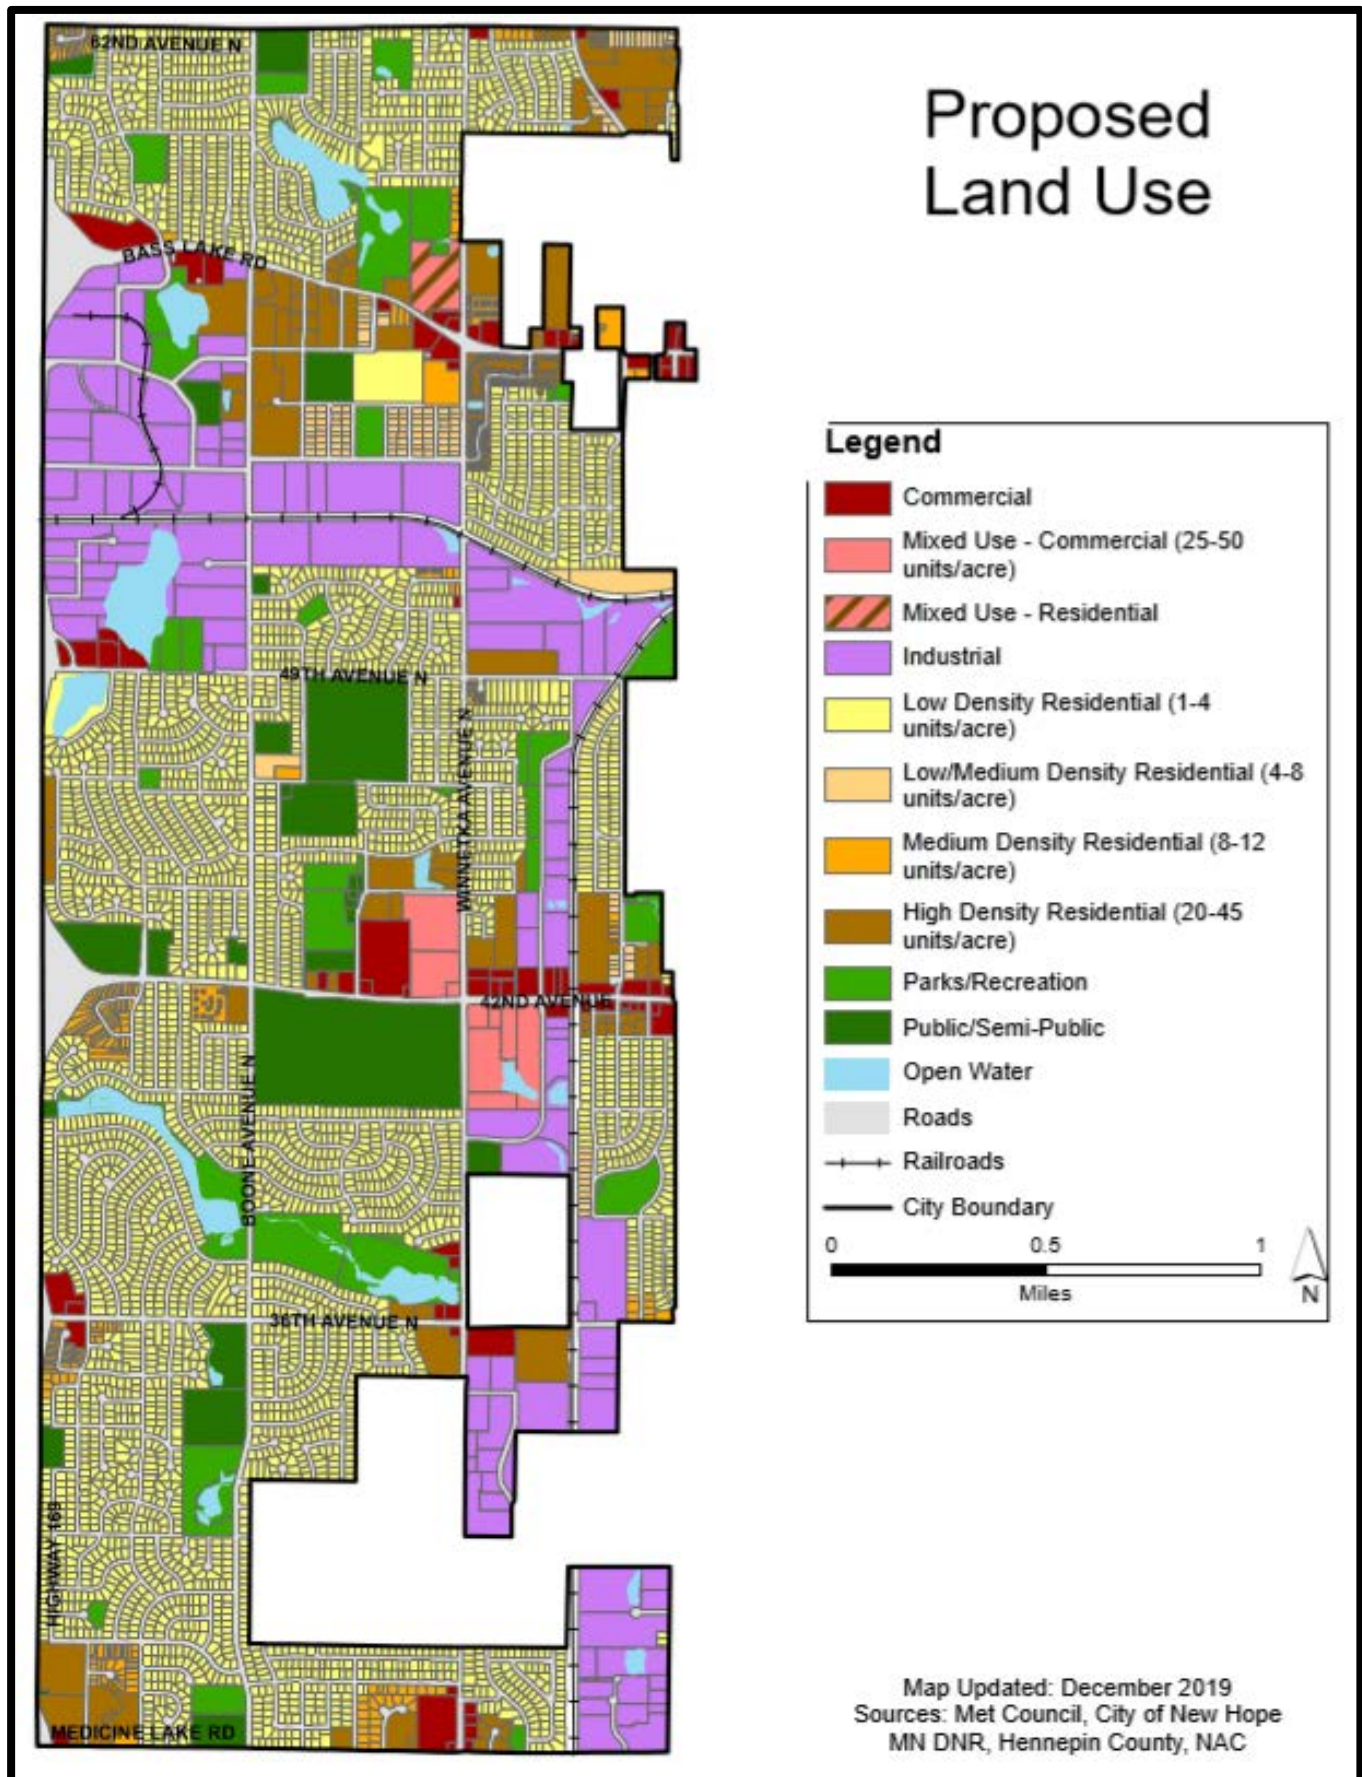 Proposed
Land Use
62ND AVENUE N
BASS LAKE RD
49TH AVENUE N
WINNETKA AVENUE N
42ND AVENUE
BOONE AVENUE N
36TH AVENUE N
HIGHWAY 169
MEDICINE LAKE RD
Legend
Commercial
Mixed Use - Commercial (25-50
units/acre)
Mixed Use - Residential
Industrial
Low Density Residential (1-4
units/acre)
Low/Medium Density Residential (4-8
units/acre)
Medium Density Residential (8-12
units/acre)
High Density Residential (20-45
units/acre)
Parks/Recreation
Public/Semi-Public
Open Water
Roads
Railroads
City Boundary
0 0.5 1
Miles
N
Map Updated: December 2019
Sources: Met Council, City of New Hope
MN DNR, Hennepin County, NAC